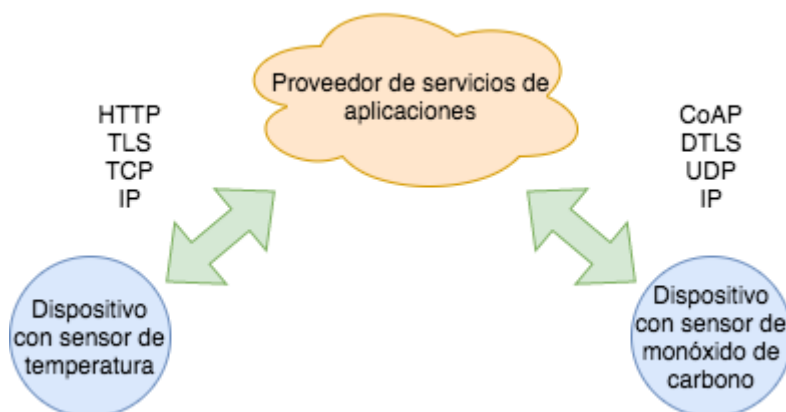 Proveedor de servicios de
aplicaciones
HTTP
TLS
TCP
IP
CoAP
DTLS
UDP
IP
Dispositivo
con sensor de
temperatura
Dispositivo
con sensor de
monóxido de
carbono